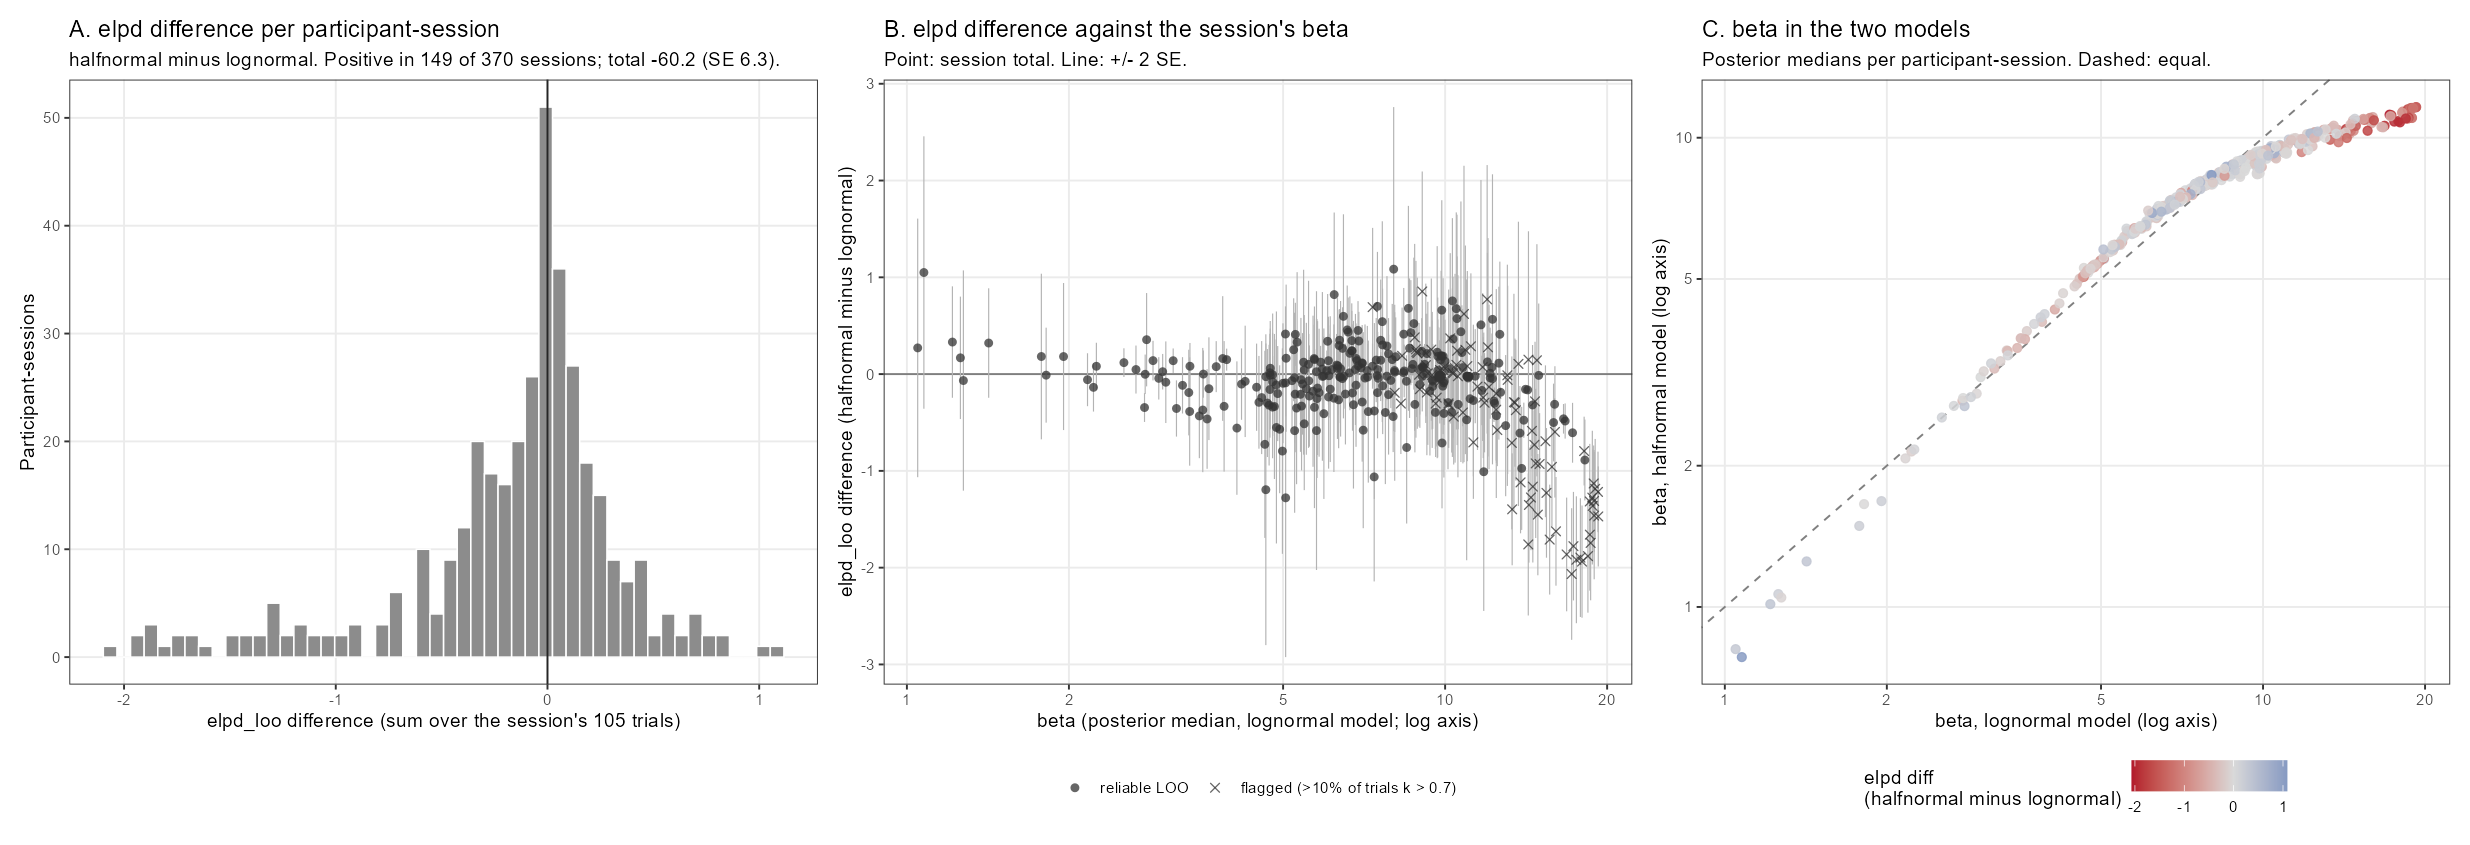 A. elpd difference per participant-session
halfnormal minus lognormal. Positive in 149 of 370 sessions; total -60.2 (SE 6.3).
Participant-sessions
50
40
30
20
10
0
-2
-1
0
1
elpd_loo difference (sum over the session's 105 trials)
B. elpd difference against the session's beta
Point: session total. Line: +/- 2 SE.
elpd_loo difference (halfnormal minus lognormal)
3
2
1
0
-1
-2
-3
1
2
5
10
20
beta (posterior median, lognormal model; log axis)
reliable LOO
flagged (>10% of trials k > 0.7)
C. beta in the two models
Posterior medians per participant-session. Dashed: equal.
beta, halfnormal model (log axis)
10
5
2
1
1
2
5
10
20
beta, lognormal model (log axis)
elpd diff
(halfnormal minus lognormal)
-2
-1
0
1